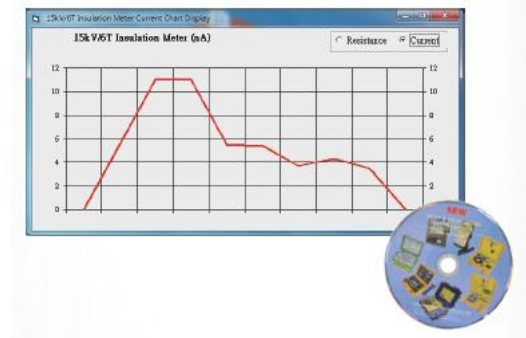 15kV/6T Insulation Meter Current Chart Display
15kV/6T Insulation Meter (nA)
Resistance
Current
12
10
8
6
4
2
0
12
10
8
6
4
2
0
SEW